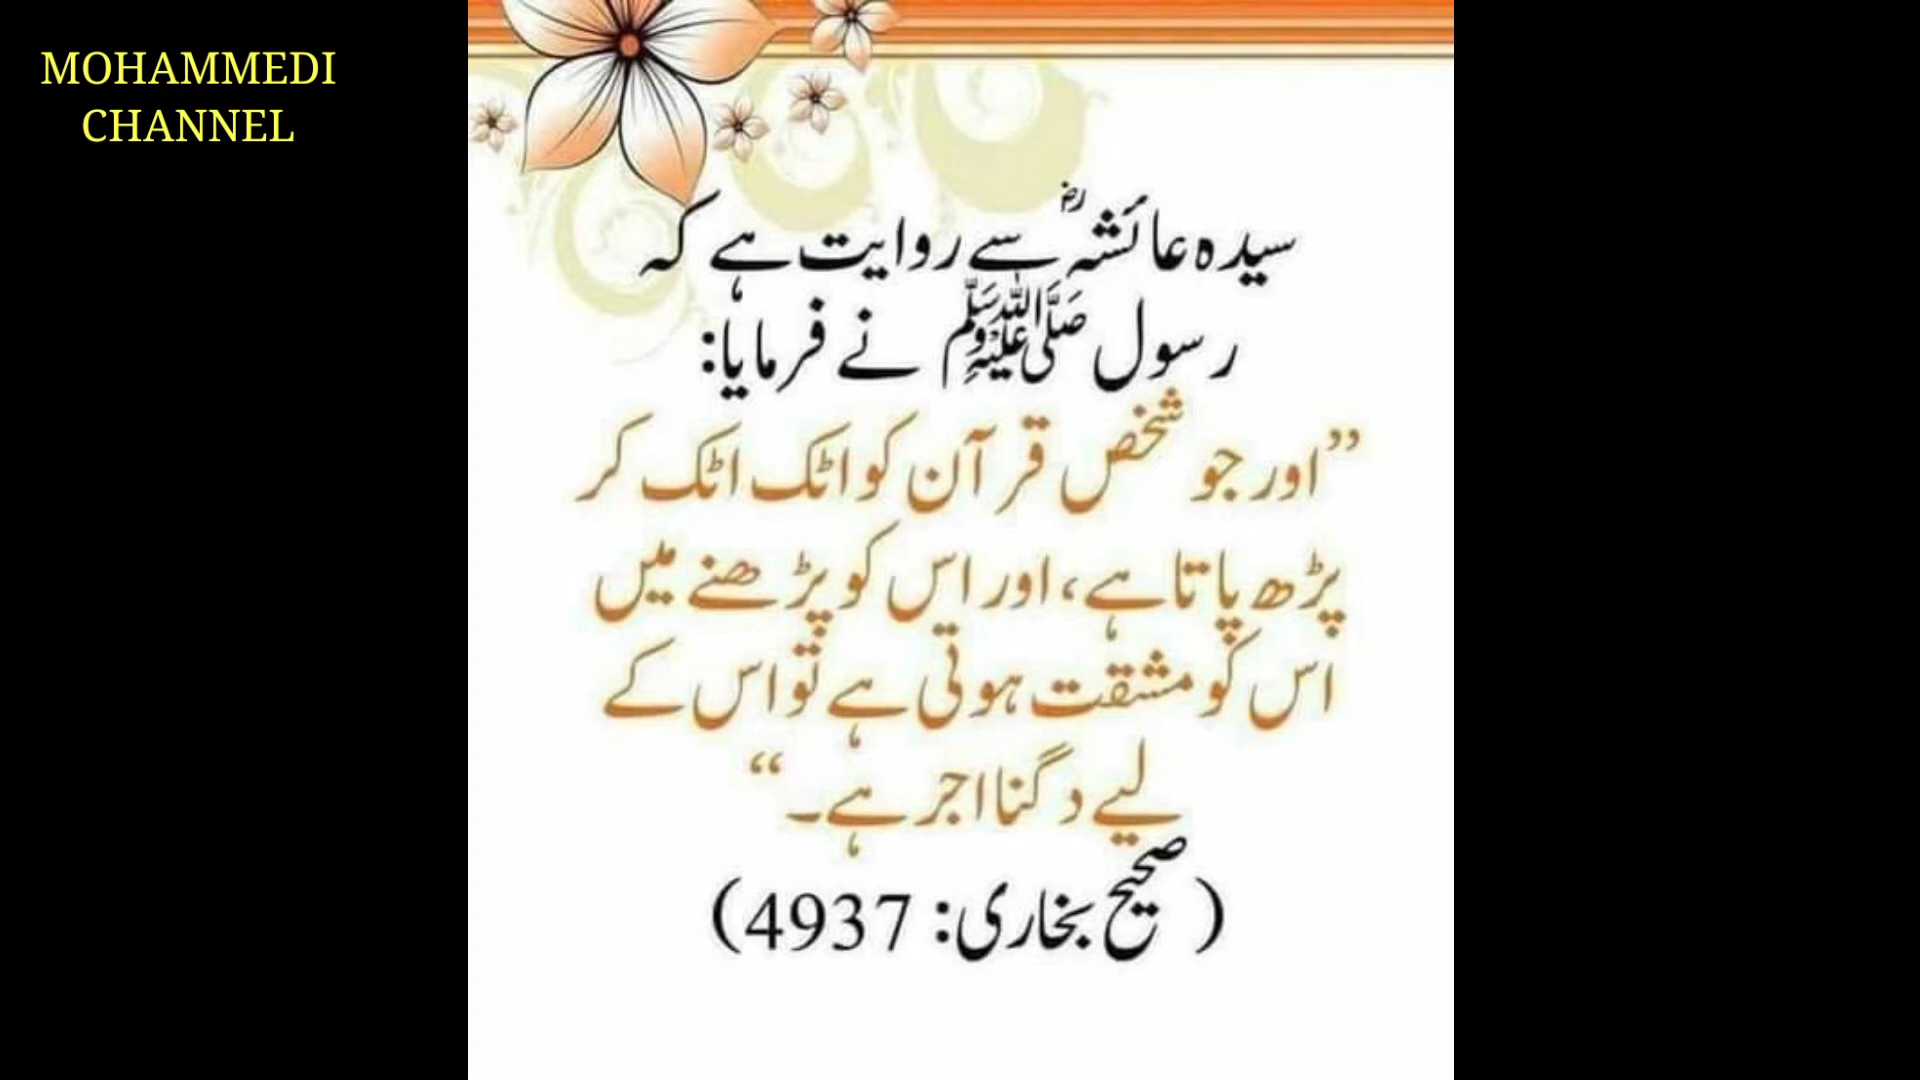 MOHAMMEDI
CHANNEL
سیدہ عائشہؓ سے روایت ہے کہ
رسول ﷺ نے فرمایا:
”اور جو شخص قرآن کو اٹک اٹک کر
پڑھ پاتا ہے، اور اس کو پڑھنے میں
اس کو مشقت ہوتی ہے تو اس کے
لیے دگنا اجر ہے۔“
(صحیح بخاری: 4937)